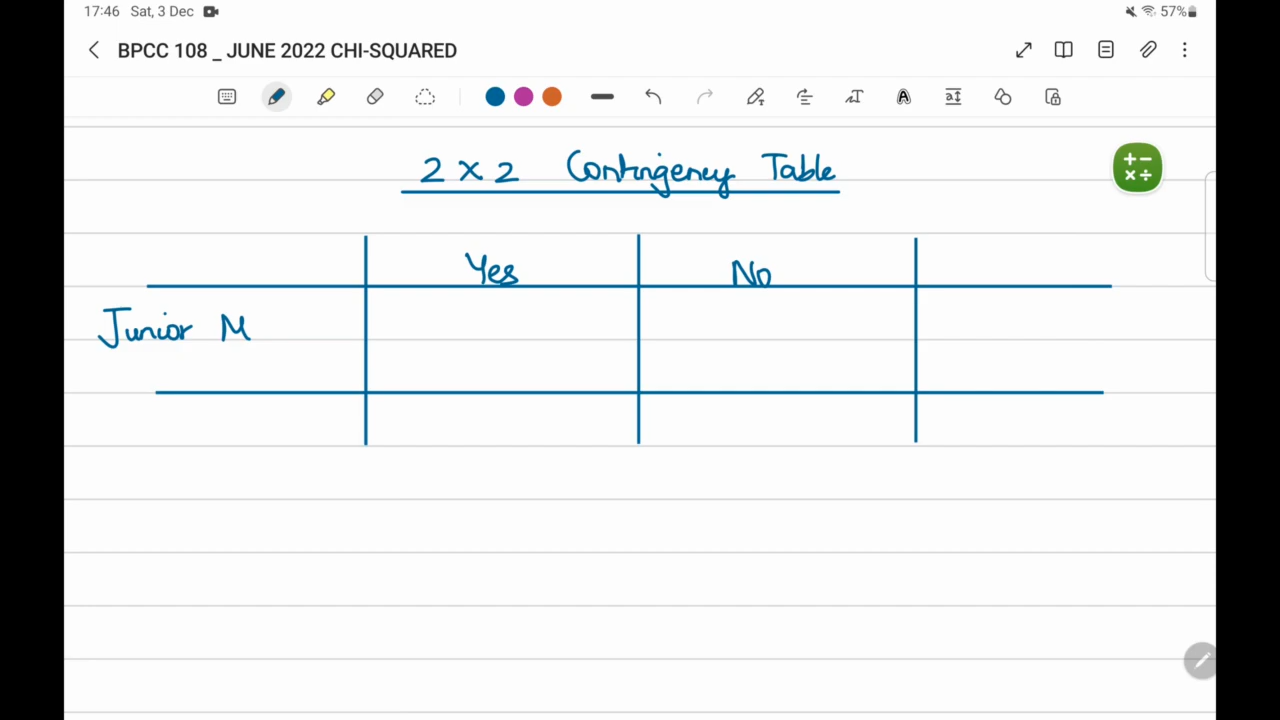 17:46 Sat, 3 Dec 57%
BPCC 108 _ JUNE 2022 CHI-SQUARED
2 x 2 Contingency Table
Yes No
Junior M